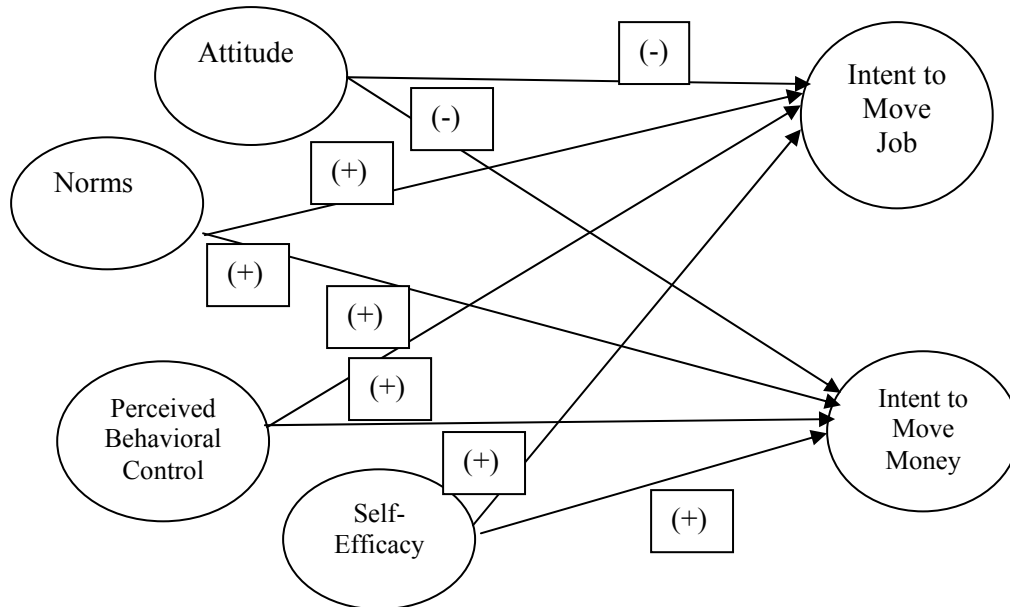 Attitude
(-)
Intent to
Move
Job
(-)
Norms
(+)
(+)
(+)
(+)
Perceived
Behavioral
Control
Intent to
Move
Money
(+)
Self-
Efficacy
(+)